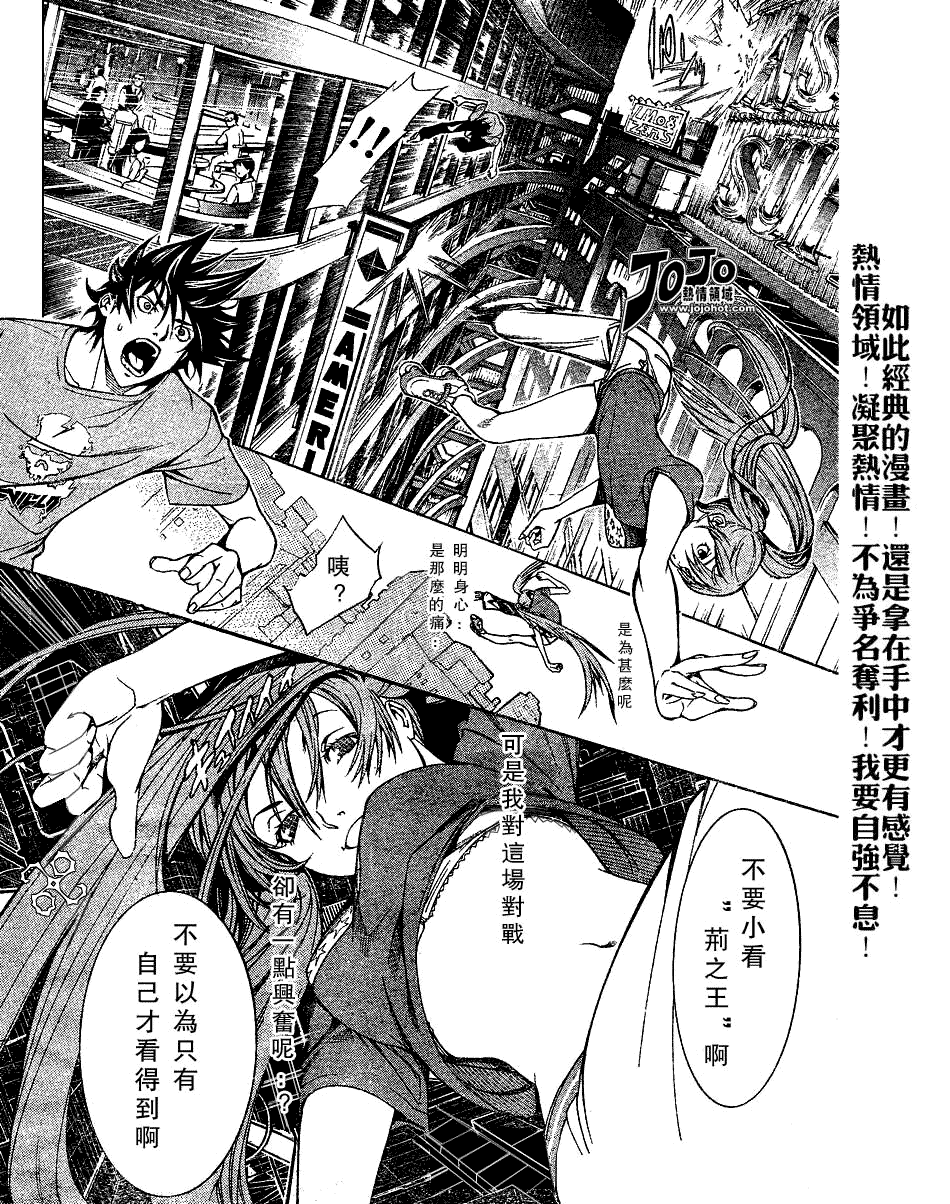 如此經典的漫畫！還是拿在手中才更有感覺！
熱情領域！凝聚熱情！不為爭名奪利！我要自強不息！
JOJO
熱情領域
www.jojohot.com
!!
SAMERI
是為甚麼呢
明明身心：
是那麼的痛…
咦？
不要小看
”荊之王”啊
可是我對這場對戰
卻有一點興奮呢…？
不要以為只有
自己才看得到啊